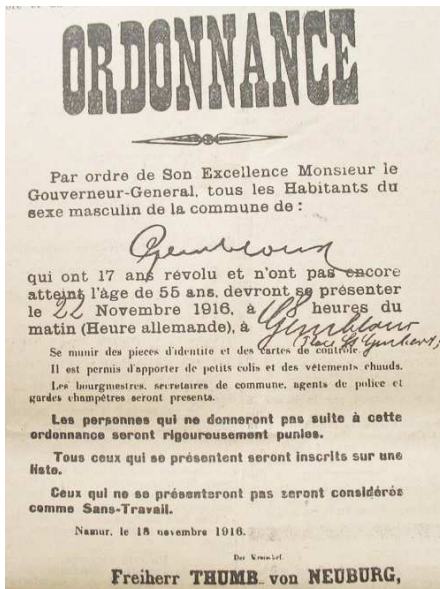 ORDONNANCE
Par ordre de Son Excellence Monsieur le
Gouverneur-General, tous les Habitants du
sexe masculin de la commune de :
Gembloux
qui ont 17 ans révolu et n'ont pas encore
atteint l'âge de 55 ans, devront se présenter
le 22 Novembre 1916, à 8 heures du
matin (Heure allemande), à Gembloux
(Place St Guibert)
Se munir des pieces d'identite et des cartes de contrôle.
Il est permis d'apporter de petits colis et des vêtements chauds.
Les bourgmestres, secretaires de commune, agents de police et
gardes champêtres seront presents.
Les personnes qui ne donneront pas suite à cette
ordonnance seront rigoureusement punies.
Tous ceux qui se présentent seront inscrits sur une
liste.
Ceux qui ne se présenteront pas seront considérés
comme Sans-Travail.
Namur, le 18 novembre 1916.
Der Kreischef.
Freiherr THUMB von NEUBURG,